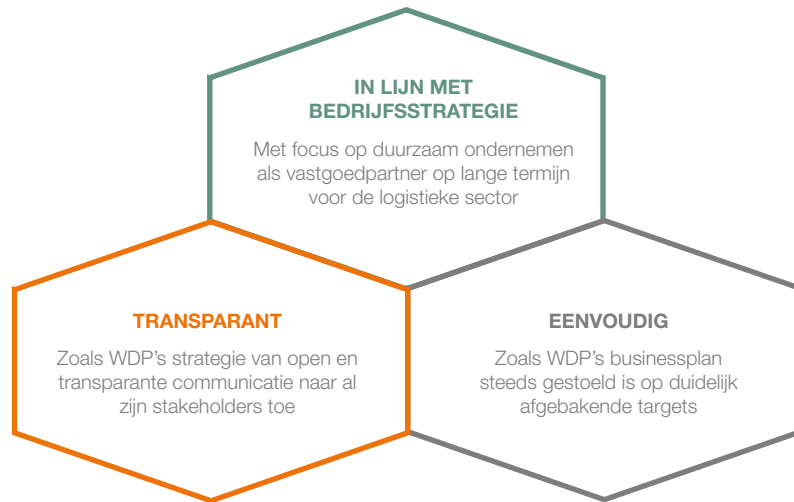 IN LIJN MET
BEDRIJFSSTRATEGIE
Met focus op duurzaam ondernemen
als vastgoedpartner op lange termijn
voor de logistieke sector
TRANSPARANT
Zoals WDP's strategie van open en
transparante communicatie naar al
zijn stakeholders toe
EENVOUDIG
Zoals WDP's businessplan
steeds gestoeld is op duidelijk
afgebakende targets